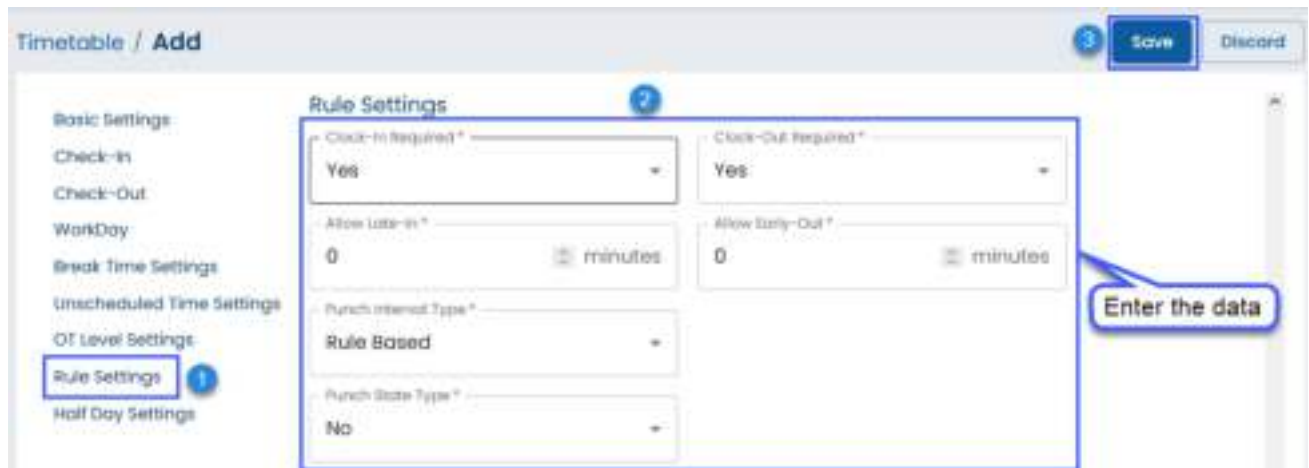 Timetable / Add
3
Save
Discard
Basic Settings
Check-In
Check-Out
WorkDay
Break Time Settings
Unscheduled Time Settings
OT Level Settings
Rule Settings
1
Half Day Settings
Rule Settings
2
Clock-In Required *
Yes
Clock-Out Required *
Yes
Allow Late-In *
0 minutes
Allow Early-Out *
0 minutes
Punch Interval Type *
Rule Based
Punch State Type *
No
Enter the data